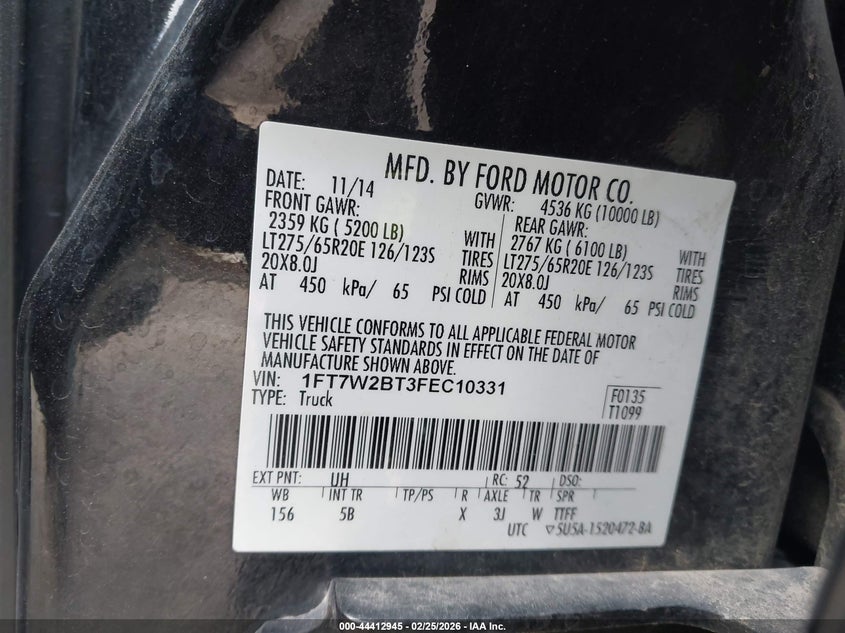 MFD. BY FORD MOTOR CO.
DATE: 11/14 GVWR: 4536 KG (10000 LB)
FRONT GAWR: REAR GAWR:
2359 KG ( 5200 LB) WITH 2767 KG ( 6100 LB) WITH
LT275/65R20E 126/123S TIRES LT275/65R20E 126/123S TIRES
20X8.0J RIMS 20X8.0J RIMS
AT 450 kPa/ 65 PSI COLD AT 450 kPa/ 65 PSI COLD
THIS VEHICLE CONFORMS TO ALL APPLICABLE FEDERAL MOTOR
VEHICLE SAFETY STANDARDS IN EFFECT ON THE DATE OF
MANUFACTURE SHOWN ABOVE.
VIN: 1FT7W2BT3FEC10331
TYPE: Truck
F0135
T1099
EXT PNT: UH RC: 52 DSO:
WB INT TR TP/PS R AXLE TR SPR
156 5B X 3J W TTFF
UTC ▽5U5A-1520472-BA
000-44412945 - 02/25/2026 - IAA Inc.